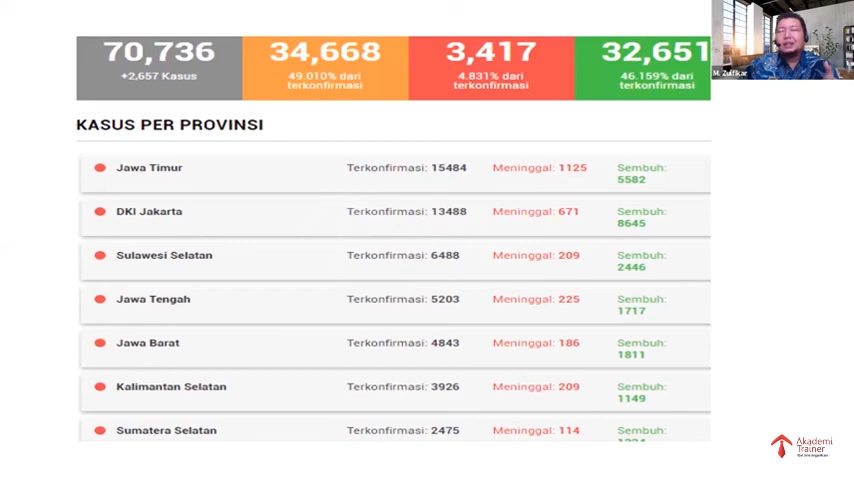 70,736
+2,657 Kasus
34,668
49.010% dari
terkonfirmasi
3,417
4.831% dari
terkonfirmasi
32,651
46.159% dari
terkonfirmasi
M. Zulfikar
KASUS PER PROVINSI
Jawa Timur Terkonfirmasi: 15484 Meninggal: 1125 Sembuh:
5582
DKI Jakarta Terkonfirmasi: 13488 Meninggal: 671 Sembuh:
8645
Sulawesi Selatan Terkonfirmasi: 6488 Meninggal: 209 Sembuh:
2446
Jawa Tengah Terkonfirmasi: 5203 Meninggal: 225 Sembuh:
1717
Jawa Barat Terkonfirmasi: 4843 Meninggal: 186 Sembuh:
1811
Kalimantan Selatan Terkonfirmasi: 3926 Meninggal: 209 Sembuh:
1149
Sumatera Selatan Terkonfirmasi: 2475 Meninggal: 114 Sembuh:
Akademi
Trainer